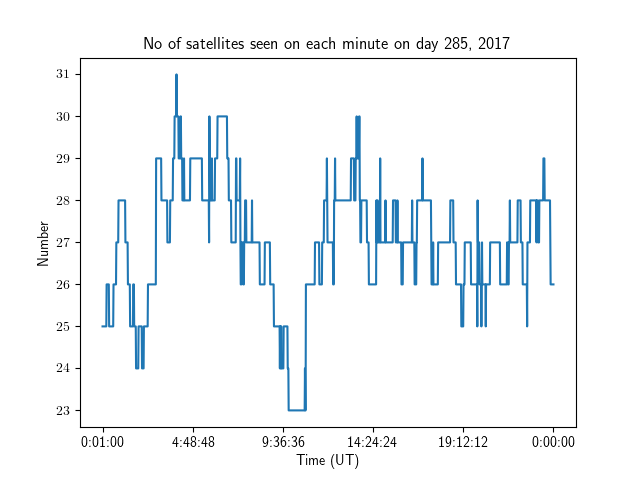 No of satellites seen on each minute on day 285, 2017
31
30
29
28
27
26
25
24
23
Number
0:01:00 4:48:48 9:36:36 14:24:24 19:12:12 0:00:00
Time (UT)